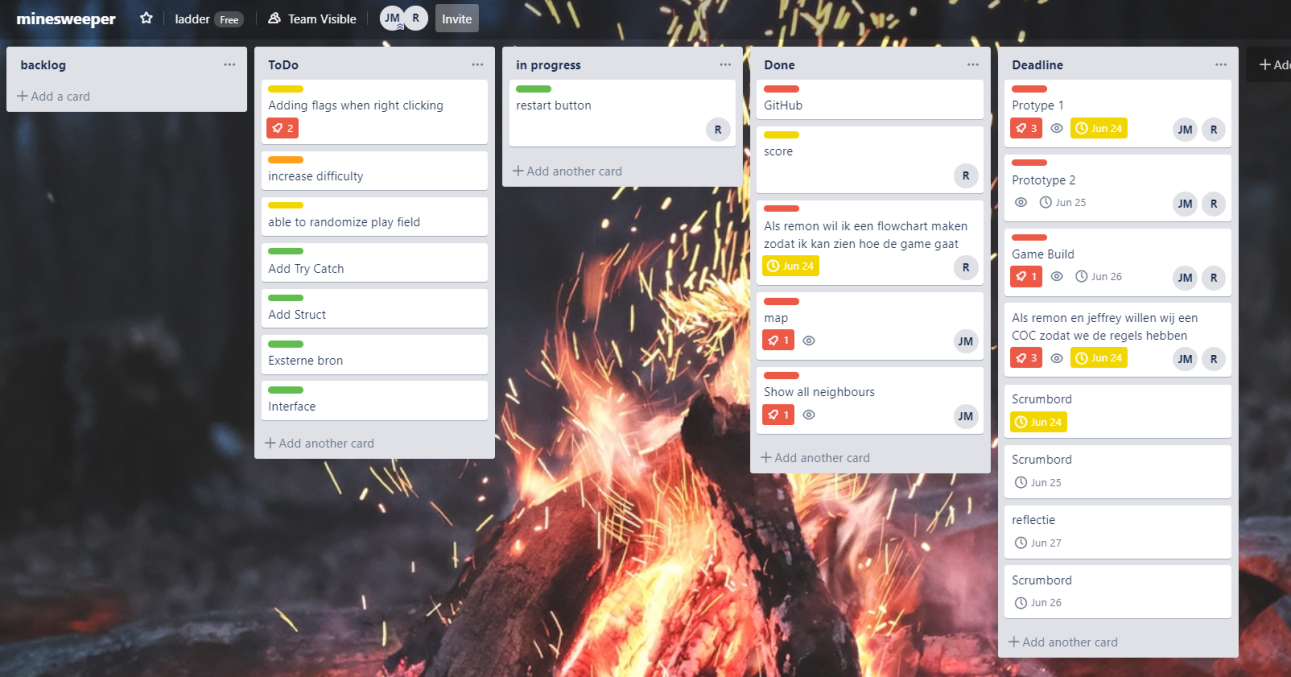 minesweeper ladder Free Team Visible JM R Invite
backlog
+ Add a card
ToDo
Adding flags when right clicking
2
increase difficulty
able to randomize play field
Add Try Catch
Add Struct
Exsterne bron
Interface
+ Add another card
in progress
restart button
R
+ Add another card
Done
GitHub
score
R
Als remon wil ik een flowchart maken
zodat ik kan zien hoe de game gaat
Jun 24 R
map
1 JM
Show all neighbours
1 JM
+ Add another card
Deadline
Protype 1
3 Jun 24 JM R
Prototype 2
Jun 25 JM R
Game Build
1 Jun 26 JM R
Als remon en jeffrey willen wij een
COC zodat we de regels hebben
3 Jun 24 JM R
Scrumbord
Jun 24
Scrumbord
Jun 25
reflectie
Jun 27
Scrumbord
Jun 26
+ Add another card
+ Add